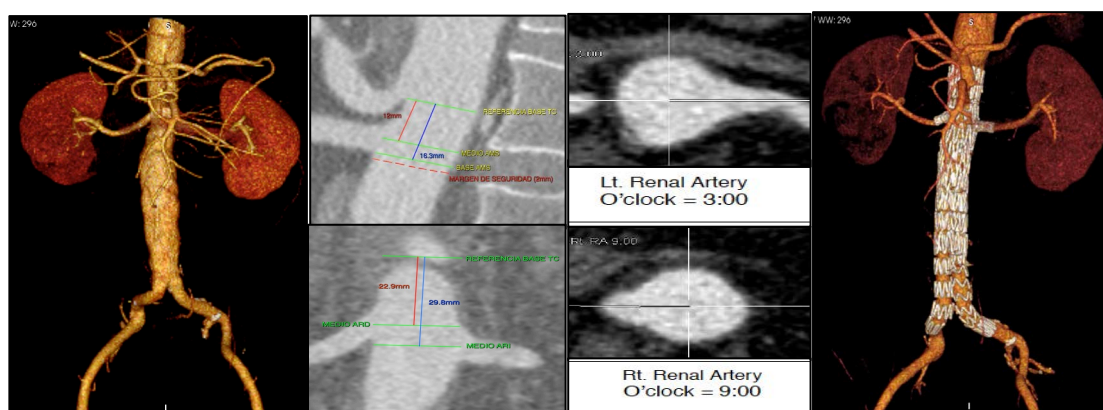 W: 296
S
REFERENCIA BASE TC
12mm
MEDIO AMS
16.3mm
BASE AMS
MARGEN DE SEGURIDAD (3mm)
REFERENCIA BASE TC
22.9mm
29.8mm
MEDIO ARD
MEDIO ARI
Lt. Renal Artery
O'clock = 3:00
Rt. RA 9:00
Rt. Renal Artery
O'clock = 9:00
WW: 296
S